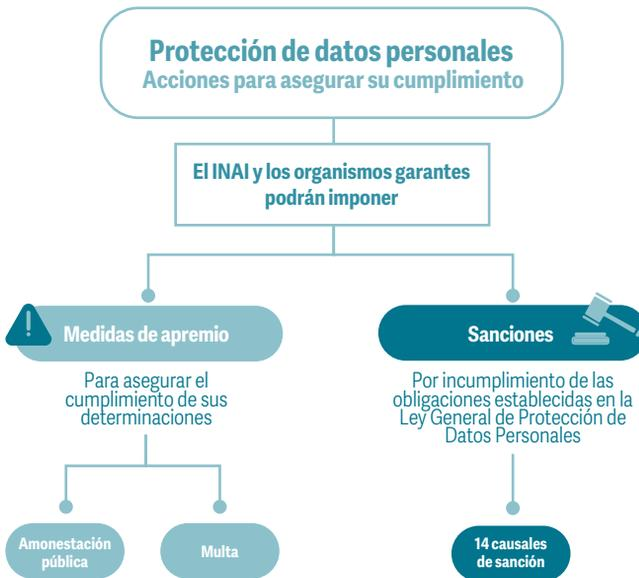 Protección de datos personales
Acciones para asegurar su cumplimiento
El INAI y los organismos garantes
podrán imponer
Medidas de apremio
Para asegurar el
cumplimiento de sus
determinaciones
Amonestación
pública
Multa
Sanciones
Por incumplimiento de las
obligaciones establecidas en la
Ley General de Protección de
Datos Personales
14 causales
de sanción